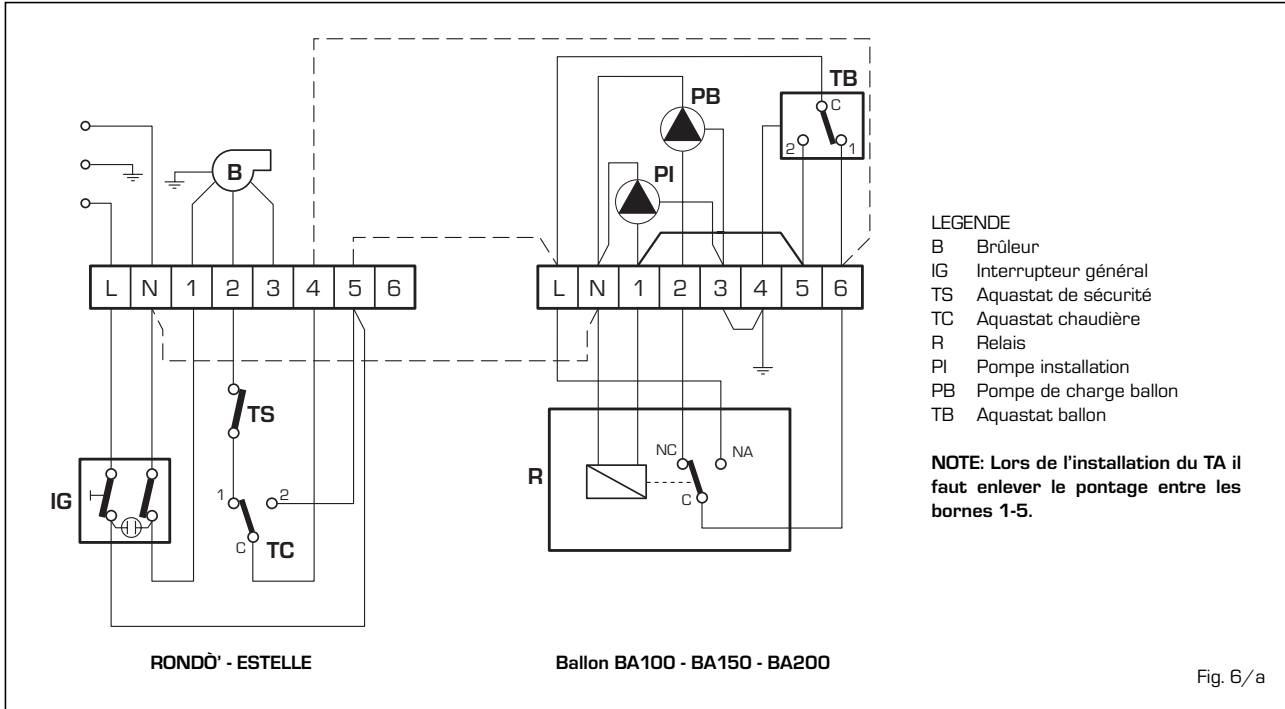 TB
C
2
1
PB
PI
B
L N 1 2 3 4 5 6
L N 1 2 3 4 5 6
TS
1
2
C
TC
IG
R
NC
NA
C
RONDÒ' - ESTELLE
Ballon BA100 - BA150 - BA200
LEGENDE
B Brûleur
IG Interrupteur général
TS Aquastat de sécurité
TC Aquastat chaudière
R Relais
PI Pompe installation
PB Pompe de charge ballon
TB Aquastat ballon
NOTE: Lors de l'installation du TA il
faut enlever le pontage entre les
bornes 1-5.
Fig. 6/a